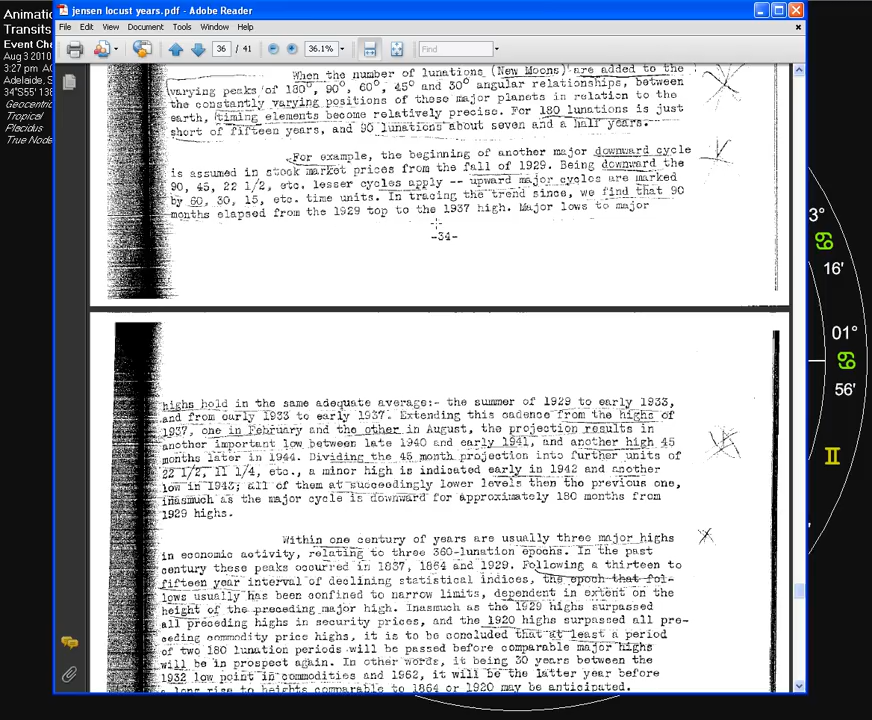 Animatio
Transits
Event Cha
Aug 3 2010
3:27 pm AC
Adelaide, S
34°S55' 138
Geocentric
Tropical
Placidus
True Node
jensen locust years.pdf - Adobe Reader
File Edit View Document Tools Window Help
36 / 41 36.1% Find
When the number of lunations (New Moons) are added to the
varying peaks of 180°, 90°, 60°, 45° and 30° angular relationships, between
the constantly varying positions of these major planets in relation to the
earth, timing elements become relatively precise. For 180 lunations is just
short of fifteen years, and 90 lunations about seven and a half years.
For example, the beginning of another major downward cycle
is assumed in stock market prices from the fall of 1929. Being downward the
90, 45, 22 1/2, etc. lesser cycles apply -- upward major cycles are marked
by 60, 30, 15, etc. time units. In tracing the trend since, we find that 90
months elapsed from the 1929 top to the 1937 high. Major lows to major
-34-
highs hold in the same adequate average:- the summer of 1929 to early 1933,
and from early 1933 to early 1937. Extending this cadence from the highs of
1937, one in February and the other in August, the projection results in
another important low between late 1940 and early 1941, and another high 45
months later in 1944. Dividing the 45 month projection into further units of
22 1/2, 11 1/4, etc., a minor high is indicated early in 1942 and another
low in 1943; all of them at succeedingly lower levels then the previous one,
inasmuch as the major cycle is downward for approximately 180 months from
1929 highs.
Within one century of years are usually three major highs
in economic activity, relating to three 360-lunation epochs. In the past
century these peaks occurred in 1837, 1864 and 1929. Following a thirteen to
fifteen year interval of declining statistical indices, the epoch that fol-
lows usually has been confined to narrow limits, dependent in extent on the
height of the preceding major high. Inasmuch as the 1929 highs surpassed
all preceding highs in security prices, and the 1920 highs surpassed all pre-
ceding commodity price highs, it is to be concluded that at least a period
of two 180 lunation periods will be passed before comparable major highs
will be in prospect again. In other words, it being 30 years between the
1932 low point in commodities and 1962, it will be the latter year before
a long rise to heights comparable to 1864 or 1920 may be anticipated.
3°
♋
16'
01°
♋
56'
♊